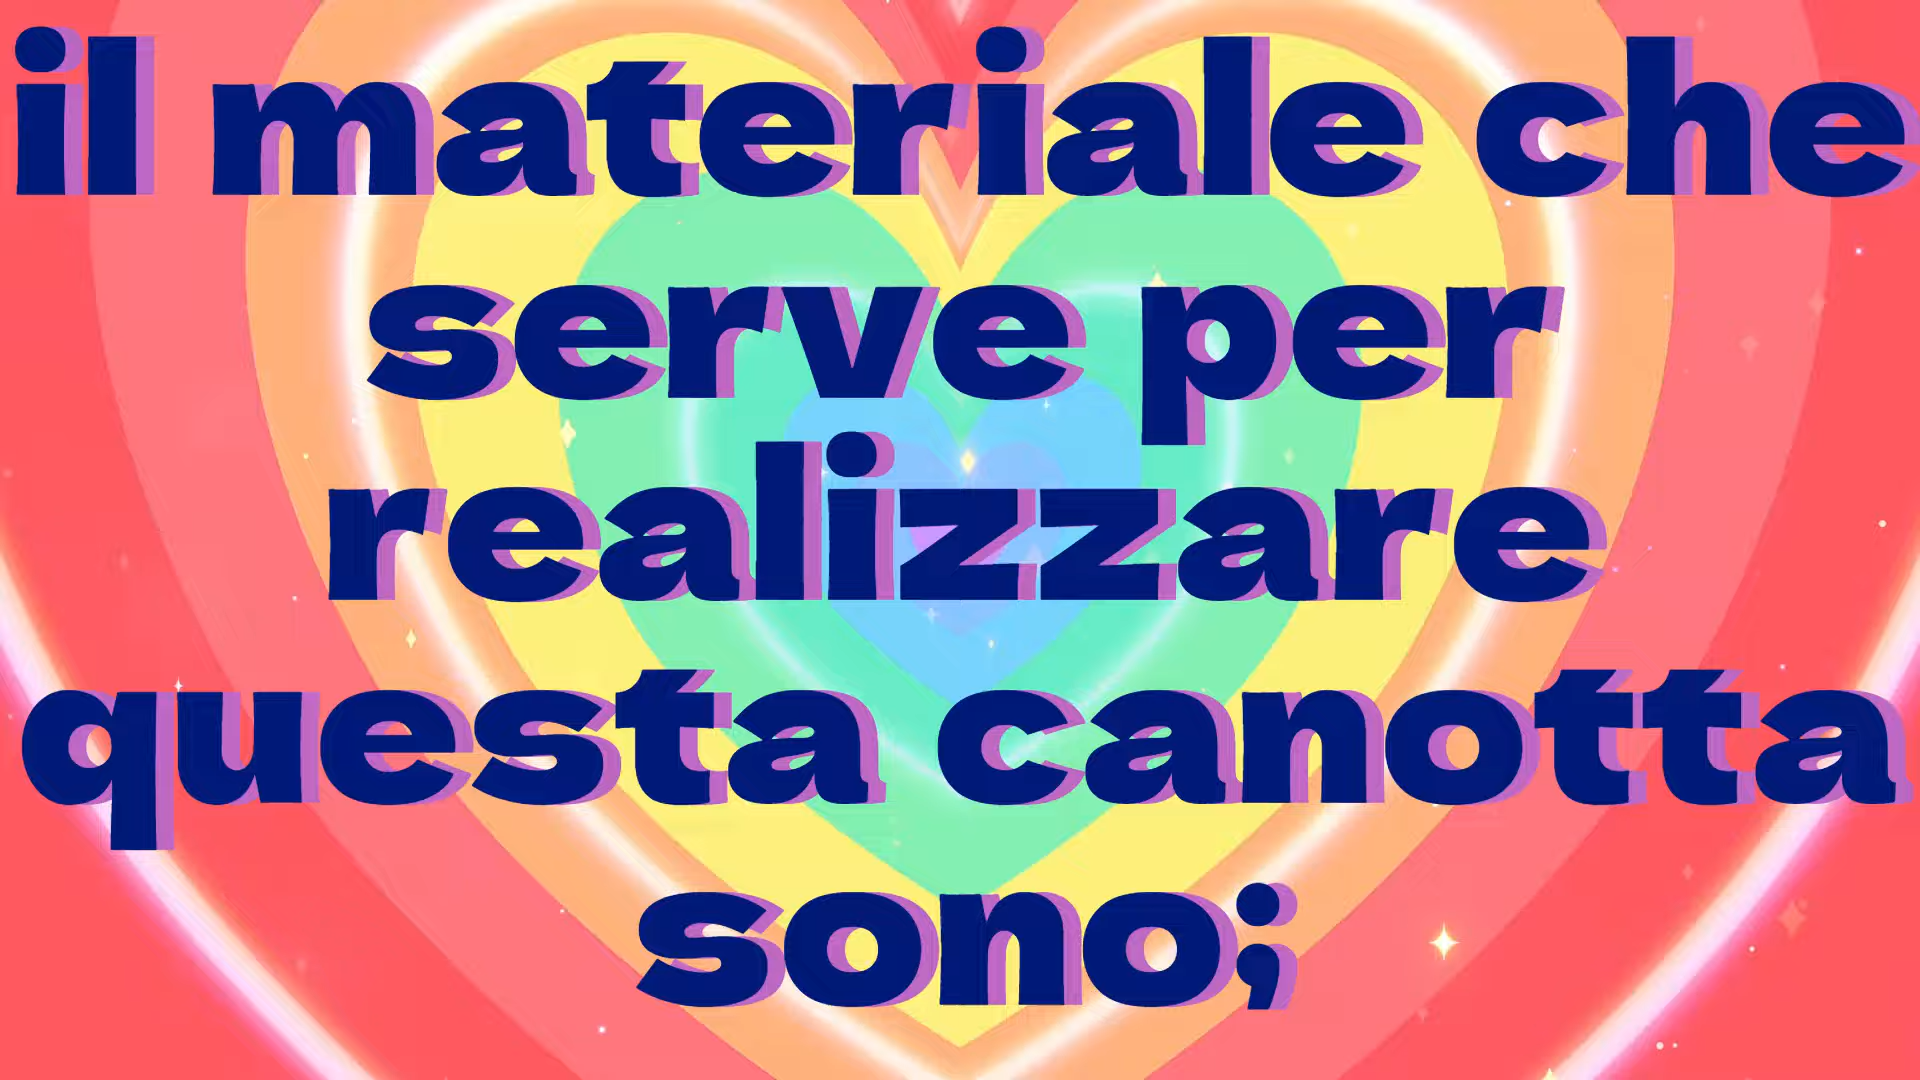 il materiale che
serve per
realizzare
questa canotta
sono;